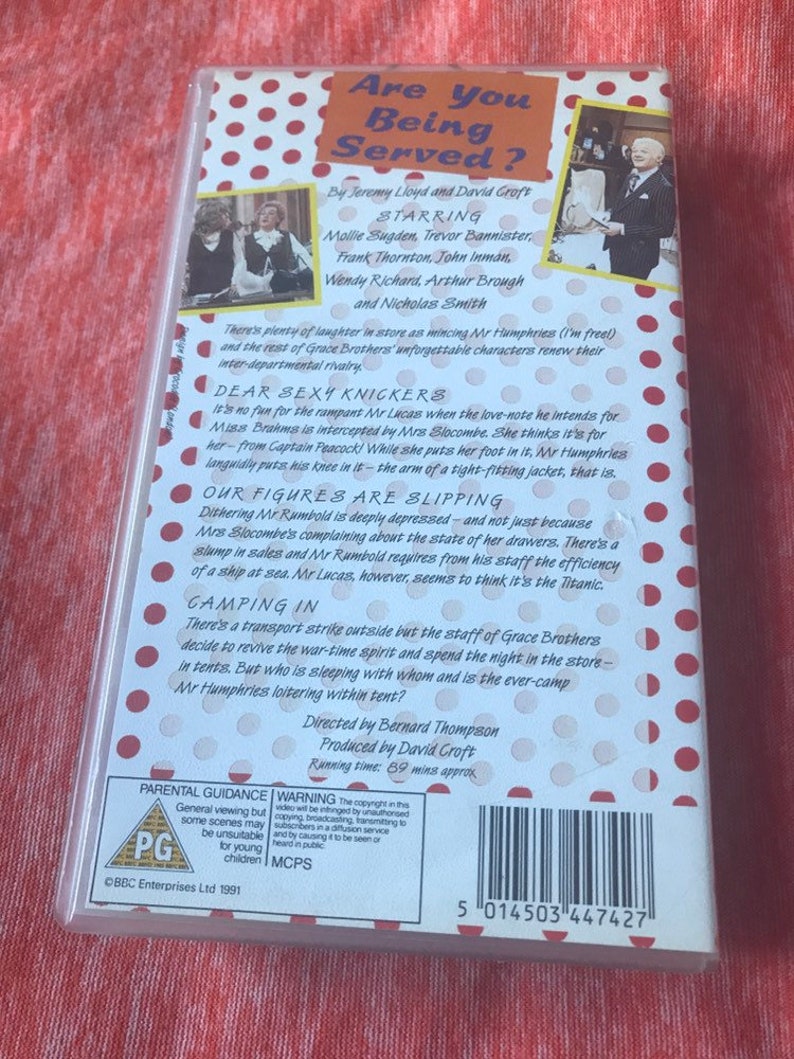 Are You
Being
Served?
By Jeremy Lloyd and David Croft
STARRING
Mollie Sugden, Trevor Bannister,
Frank Thornton, John Inman,
Wendy Richard, Arthur Brough
and Nicholas Smith
There's plenty of laughter in store as mincing Mr Humphries (I'm free!)
and the rest of Grace Brothers' unforgettable characters renew their
inter-departmental rivalry.
DEAR SEXY KNICKERS
It's no fun for the rampant Mr Lucas when the love-note he intends for
Miss Brahms is intercepted by Mrs Slocombe. She thinks it's for
her – from Captain Peacock! While she puts her foot in it, Mr Humphries
languidly puts his knee in it – the arm of a tight-fitting jacket, that is.
OUR FIGURES ARE SLIPPING
Dithering Mr Rumbold is deeply depressed – and not just because
Mrs Slocombe's complaining about the state of her drawers. There's a
slump in sales and Mr Rumbold requires from his staff the efficiency
of a ship at sea. Mr Lucas, however, seems to think it's the Titanic.
CAMPING IN
There's a transport strike outside but the staff of Grace Brothers
decide to revive the war-time spirit and spend the night in the store –
in tents. But who is sleeping with whom and is the ever-camp
Mr Humphries loitering within tent?
Directed by Bernard Thompson
Produced by David Croft
Running time: 89 mins approx
PARENTAL GUIDANCE
General viewing but
some scenes may
be unsuitable
for young
children
PG
©BBC Enterprises Ltd 1991
WARNING The copyright in this
video will be infringed by unauthorised
copying, broadcasting, transmitting to
subscribers in a diffusion service
and by causing it to be seen or
heard in public.
MCPS
5 014503 447427